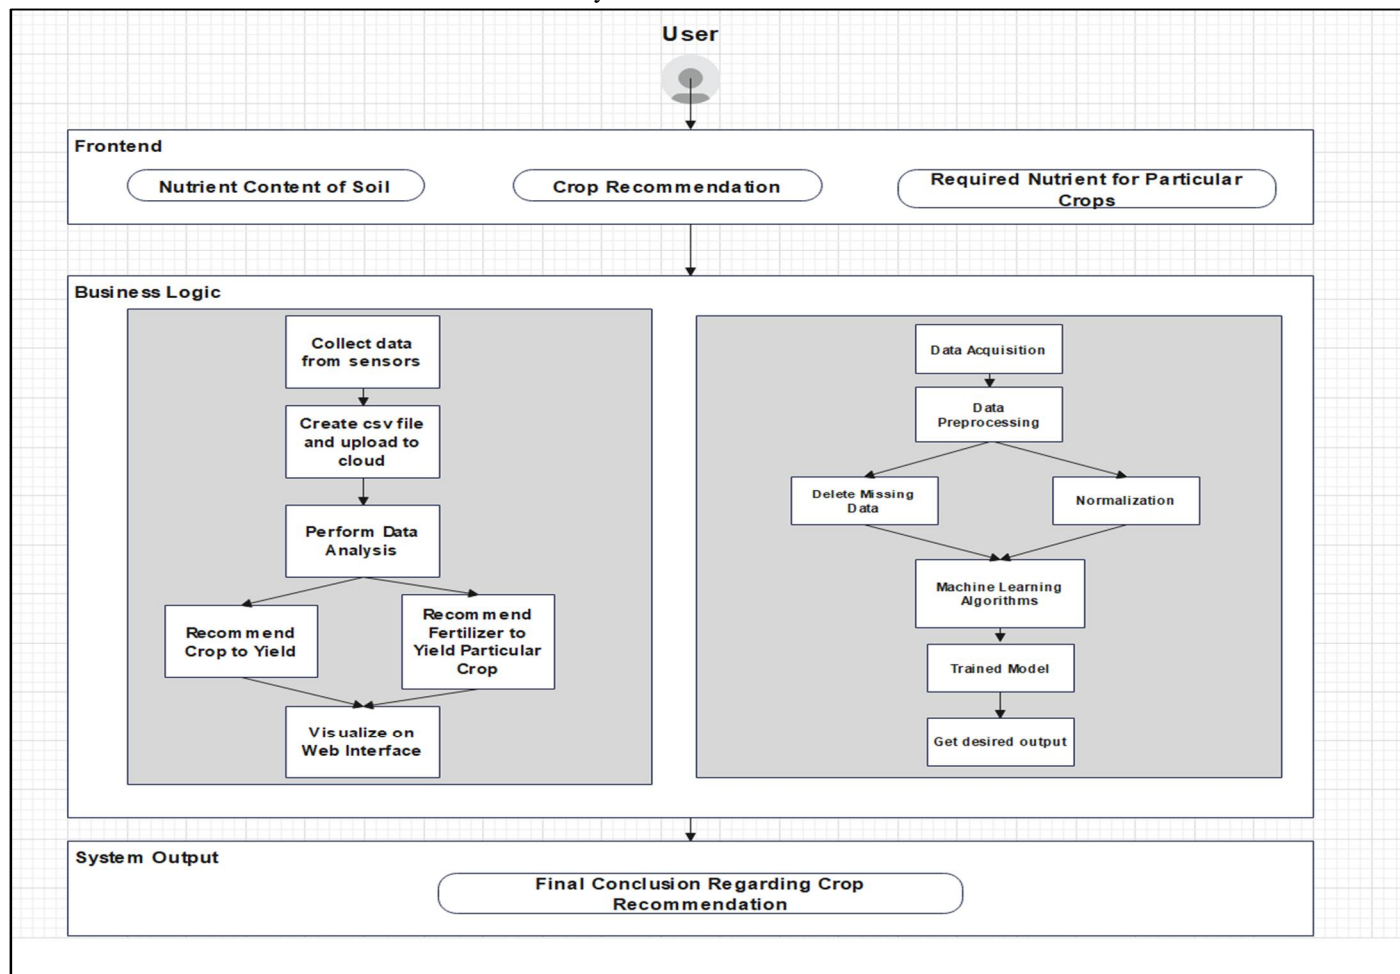 User
Frontend
Nutrient Content of Soil
Crop Recommendation
Required Nutrient for Particular
Crops
Business Logic
Collect data
from sensors
Create csv file
and upload to
cloud
Perform Data
Analysis
Recommend
Crop to Yield
Recommend
Fertilizer to
Yield Particular
Crop
Visualize on
Web Interface
Data Acquisition
Data
Preprocessing
Delete Missing
Data
Normalization
Machine Learning
Algorithms
Trained Model
Get desired output
System Output
Final Conclusion Regarding Crop
Recommendation